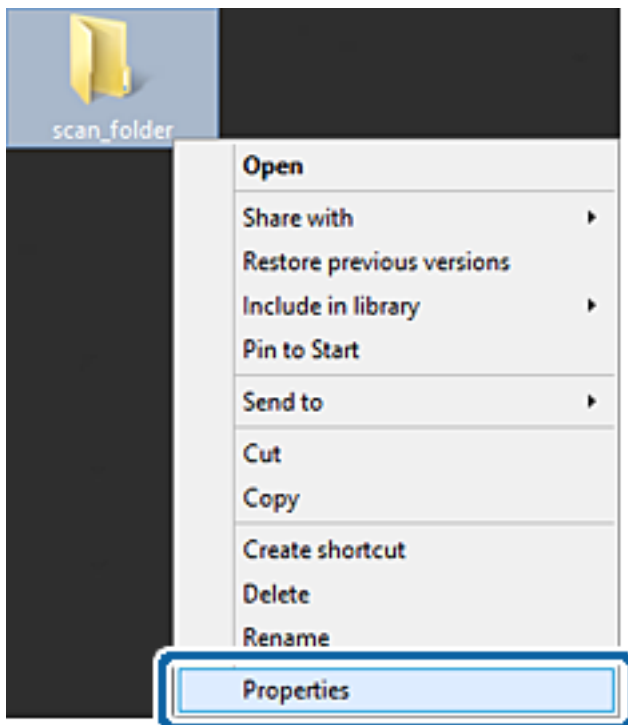 scan_folder
Open
Share with
Restore previous versions
Include in library
Pin to Start
Send to
Cut
Copy
Create shortcut
Delete
Rename
Properties